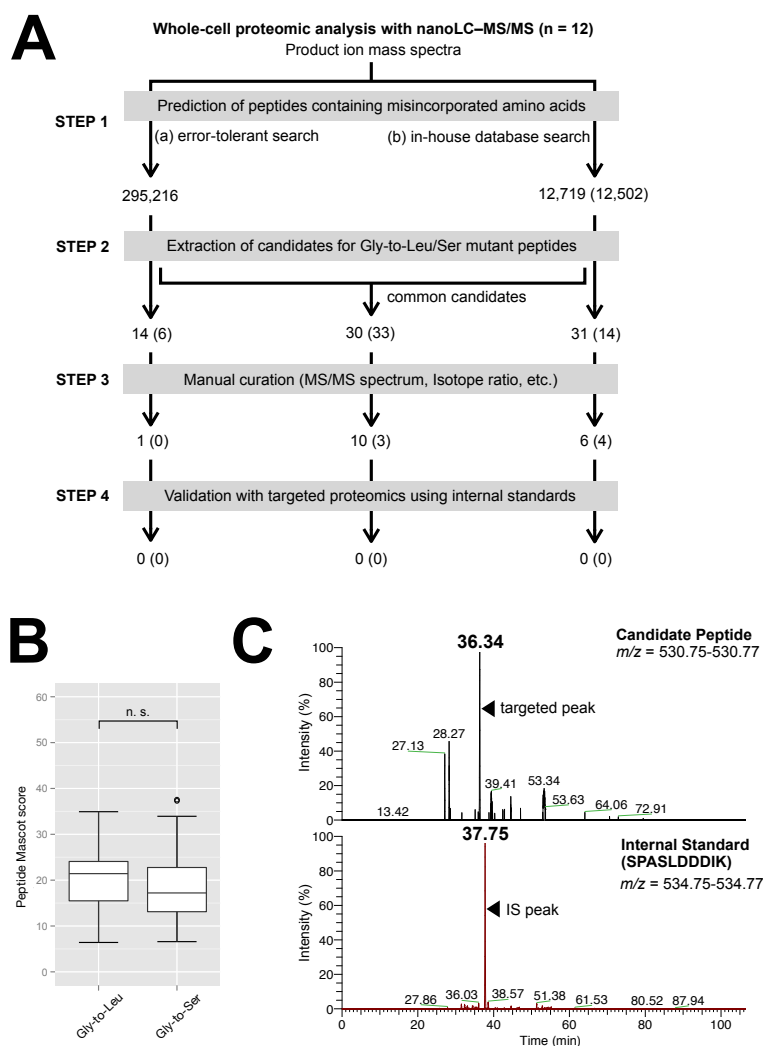 A
Whole-cell proteomic analysis with nanoLC–MS/MS (n = 12)
Product ion mass spectra
STEP 1
Prediction of peptides containing misincorporated amino acids
(a) error-tolerant search
(b) in-house database search
295,216
12,719 (12,502)
STEP 2
Extraction of candidates for Gly-to-Leu/Ser mutant peptides
common candidates
14 (6)
30 (33)
31 (14)
STEP 3
Manual curation (MS/MS spectrum, Isotope ratio, etc.)
1 (0)
10 (3)
6 (4)
STEP 4
Validation with targeted proteomics using internal standards
0 (0)
0 (0)
0 (0)
B
Peptide Mascot score
60
50
40
30
20
10
0
n. s.
Gly-to-Leu
Gly-to-Ser
C
Intensity (%)
100
80
60
40
20
0
36.34
Candidate Peptide
m/z = 530.75-530.77
targeted peak
27.13
28.27
39.41
53.34
53.63
64.06
72.91
13.42
Intensity (%)
100
80
60
40
20
0
37.75
Internal Standard
(SPASLDDDIK)
m/z = 534.75-534.77
IS peak
27.86
36.03
38.57
51.38
61.53
80.52
87.94
0
20
40
60
80
100
Time (min)